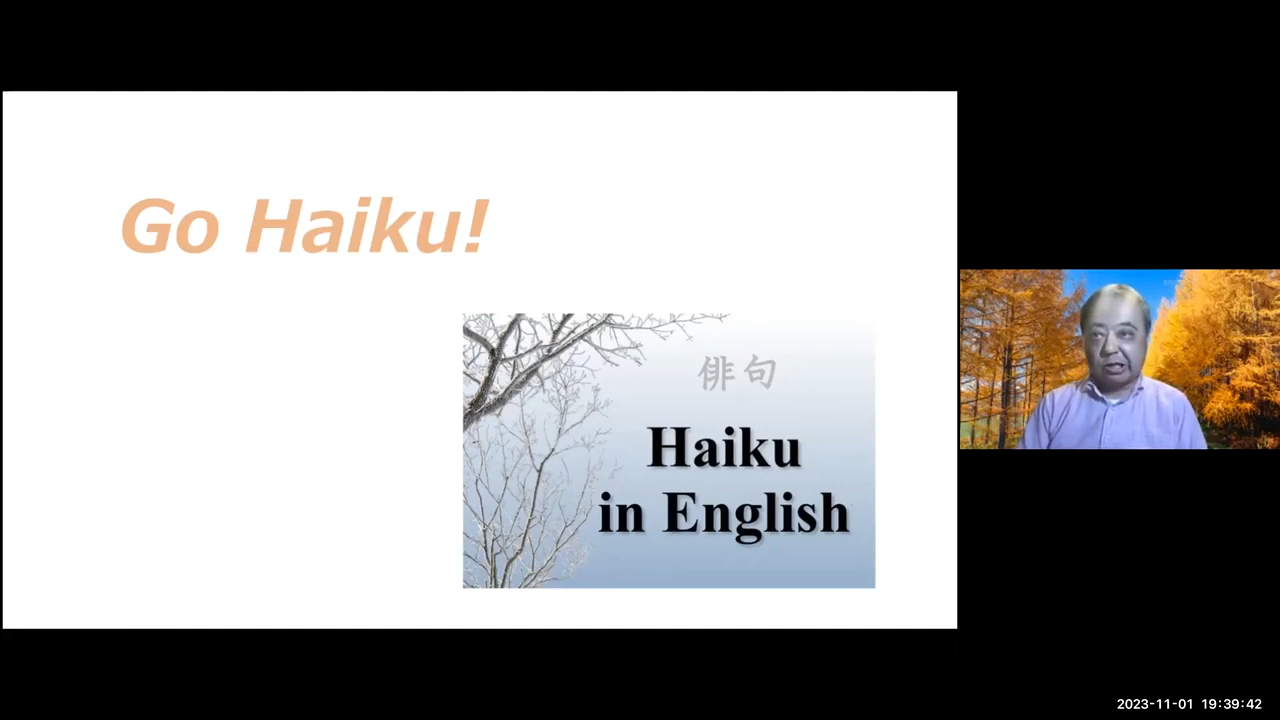 Go Haiku!
俳句
Haiku
in English
2023-11-01 19:39:42